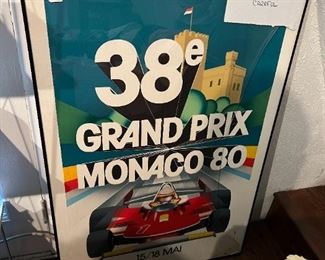 38e
GRAND PRIX
MONACO 80
15/18 MAI